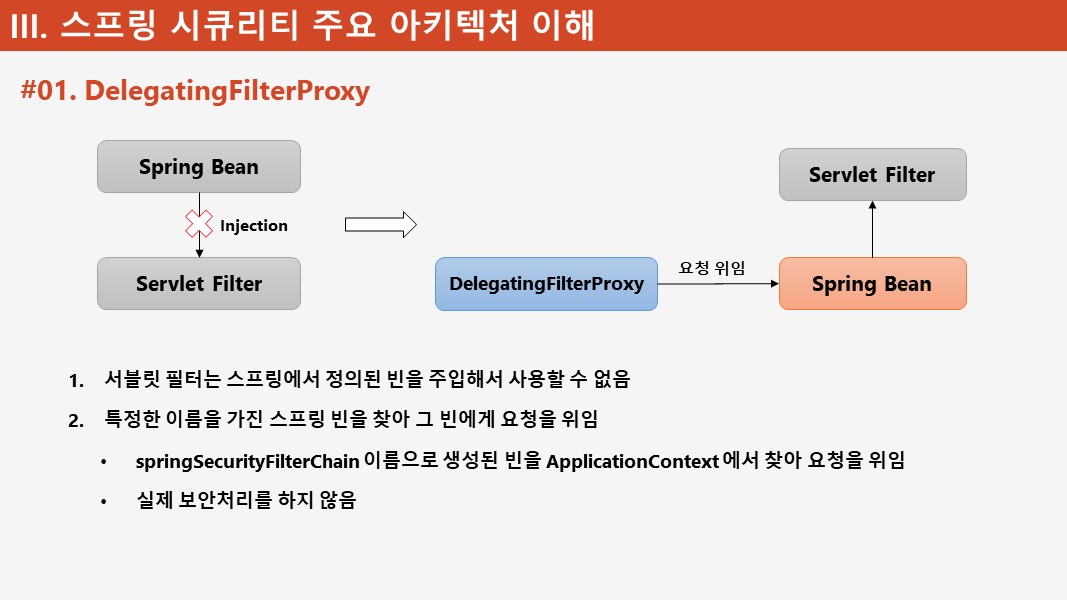 III. 스프링 시큐리티 주요 아키텍처 이해
#01. DelegatingFilterProxy
Spring Bean
Injection
Servlet Filter
Servlet Filter
DelegatingFilterProxy
요청 위임
Spring Bean
1. 서블릿 필터는 스프링에서 정의된 빈을 주입해서 사용할 수 없음
2. 특정한 이름을 가진 스프링 빈을 찾아 그 빈에게 요청을 위임
• springSecurityFilterChain 이름으로 생성된 빈을 ApplicationContext 에서 찾아 요청을 위임
• 실제 보안처리를 하지 않음